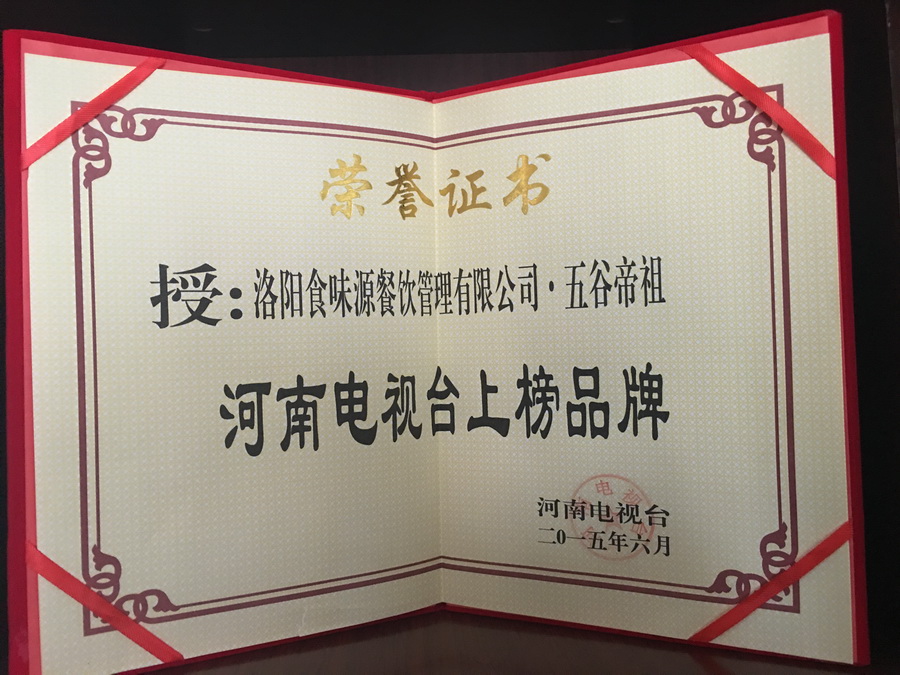 荣誉证书
授:洛阳食味源餐饮管理有限公司·五谷帝祖
河南电视台上榜品牌
河南电视台
二0一五年六月